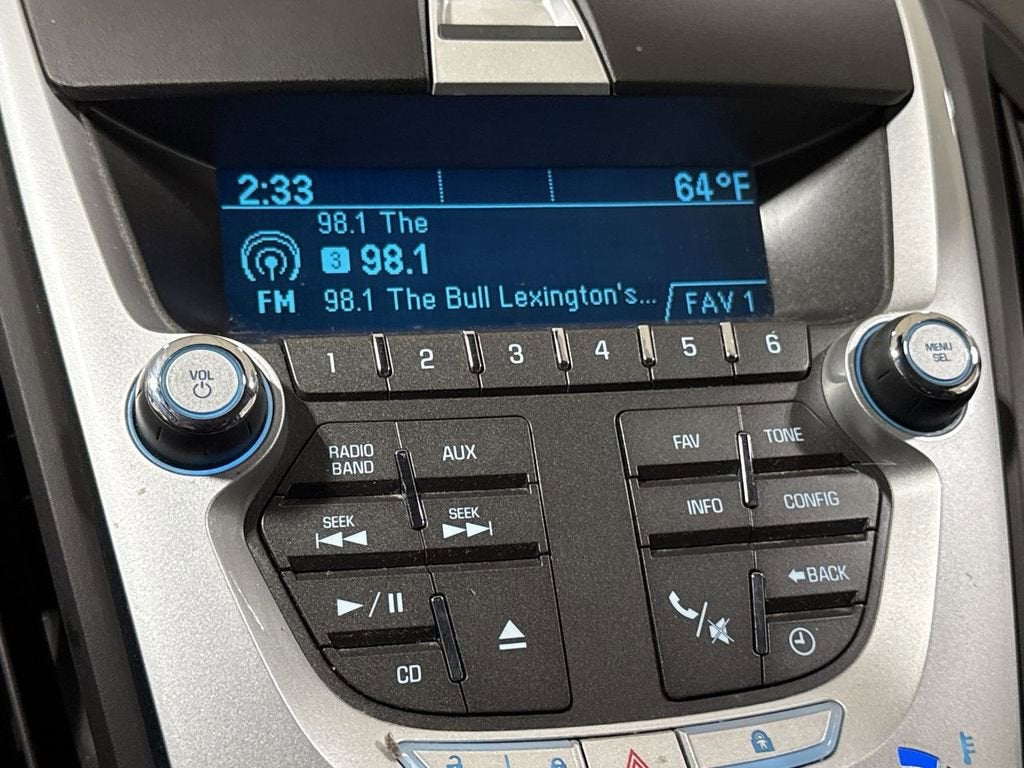 2:33 64°F
98.1 The
3 98.1
FM 98.1 The Bull Lexington's... FAV 1
1 2 3 4 5 6
VOL
MENU
SEL
RADIO
BAND
AUX
FAV
TONE
SEEK
SEEK
INFO
CONFIG
BACK
CD
°F